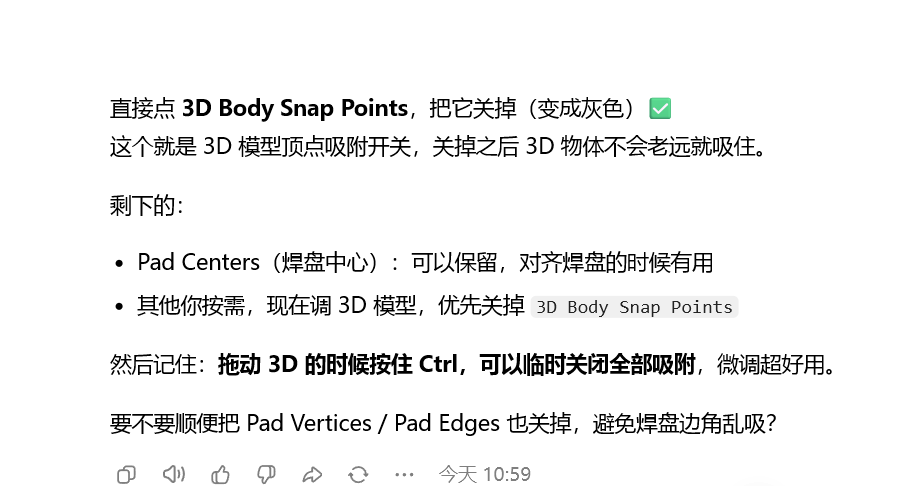 直接点 3D Body Snap Points，把它关掉（变成灰色）✅
这个就是 3D 模型顶点吸附开关，关掉之后 3D 物体不会老远就吸住。
剩下的：
• Pad Centers（焊盘中心）：可以保留，对齐焊盘的时候有用
• 其他你按需，现在调 3D 模型，优先关掉 3D Body Snap Points
然后记住：拖动 3D 的时候按住 Ctrl，可以临时关闭全部吸附，微调超好用。
要不要顺便把 Pad Vertices / Pad Edges 也关掉，避免焊盘边角乱吸？
今天 10:59